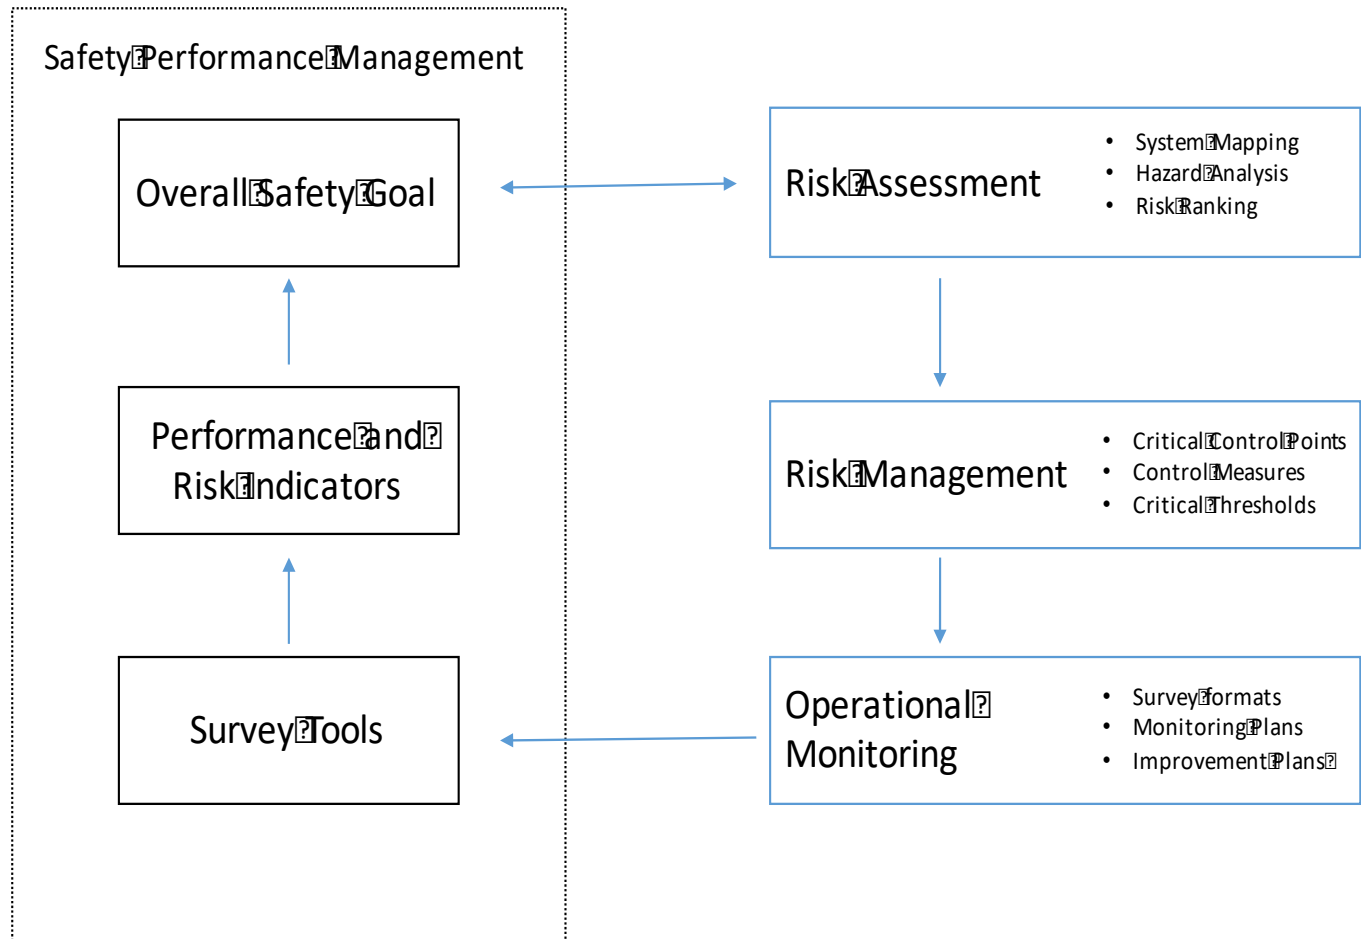 Safety Performance Management
Overall Safety Goal
Performance and
Risk Indicators
Survey Tools
Risk Assessment
• System Mapping
• Hazard Analysis
• Risk Ranking
Risk Management
• Critical Control Points
• Control Measures
• Critical Thresholds
Operational
Monitoring
• Survey formats
• Monitoring Plans
• Improvement Plans